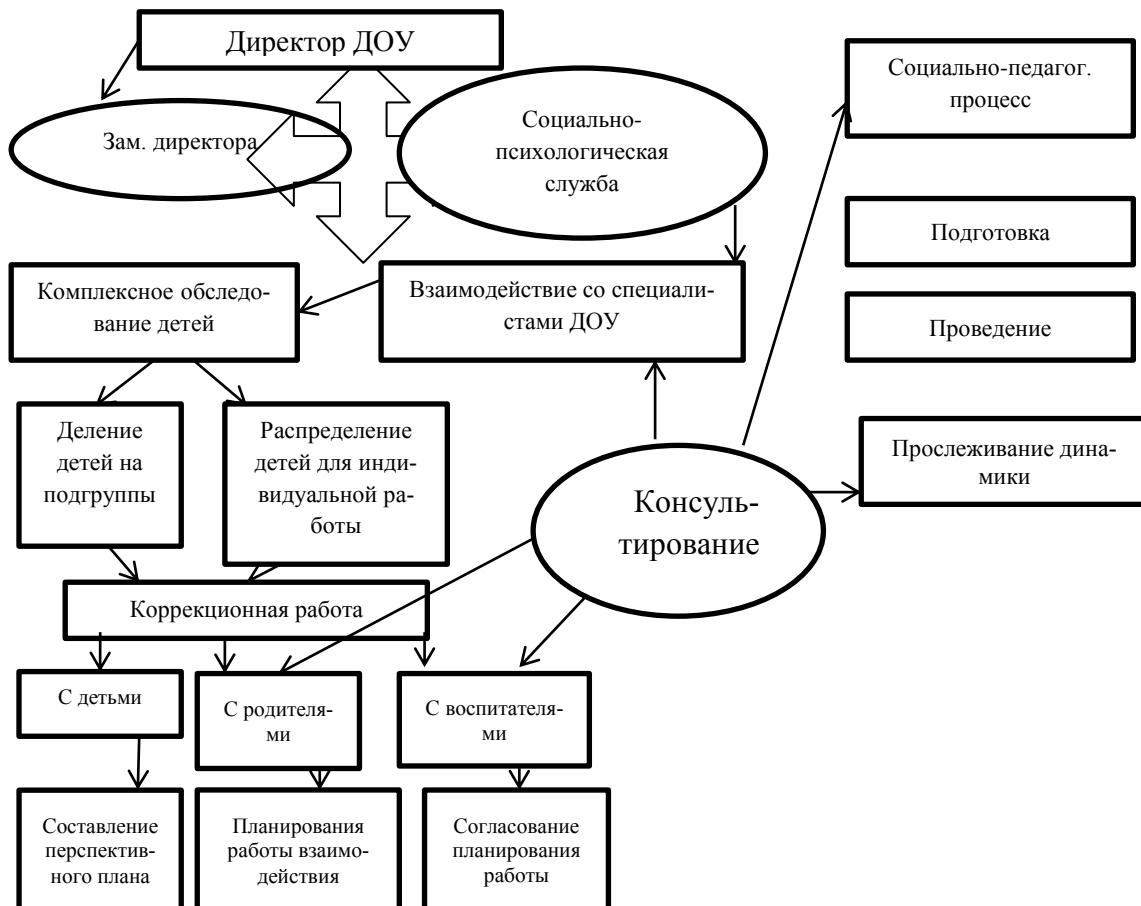 Директор ДОУ
Социально-педагог.
процесс
Зам. директора
Социально-
психологическая
служба
Подготовка
Комплексное обследо-
вание детей
Взаимодействие со специали-
стами ДОУ
Проведение
Деление
детей на
подгруппы
Распределение
детей для инди-
видуальной ра-
боты
Прослеживание дина-
мики
Консуль-
тирование
Коррекционная работа
С детьми
С родителя-
ми
С воспитателя-
ми
Составление
перспектив-
ного плана
Планирования
работы взаимо-
действия
Согласование
планирования
работы